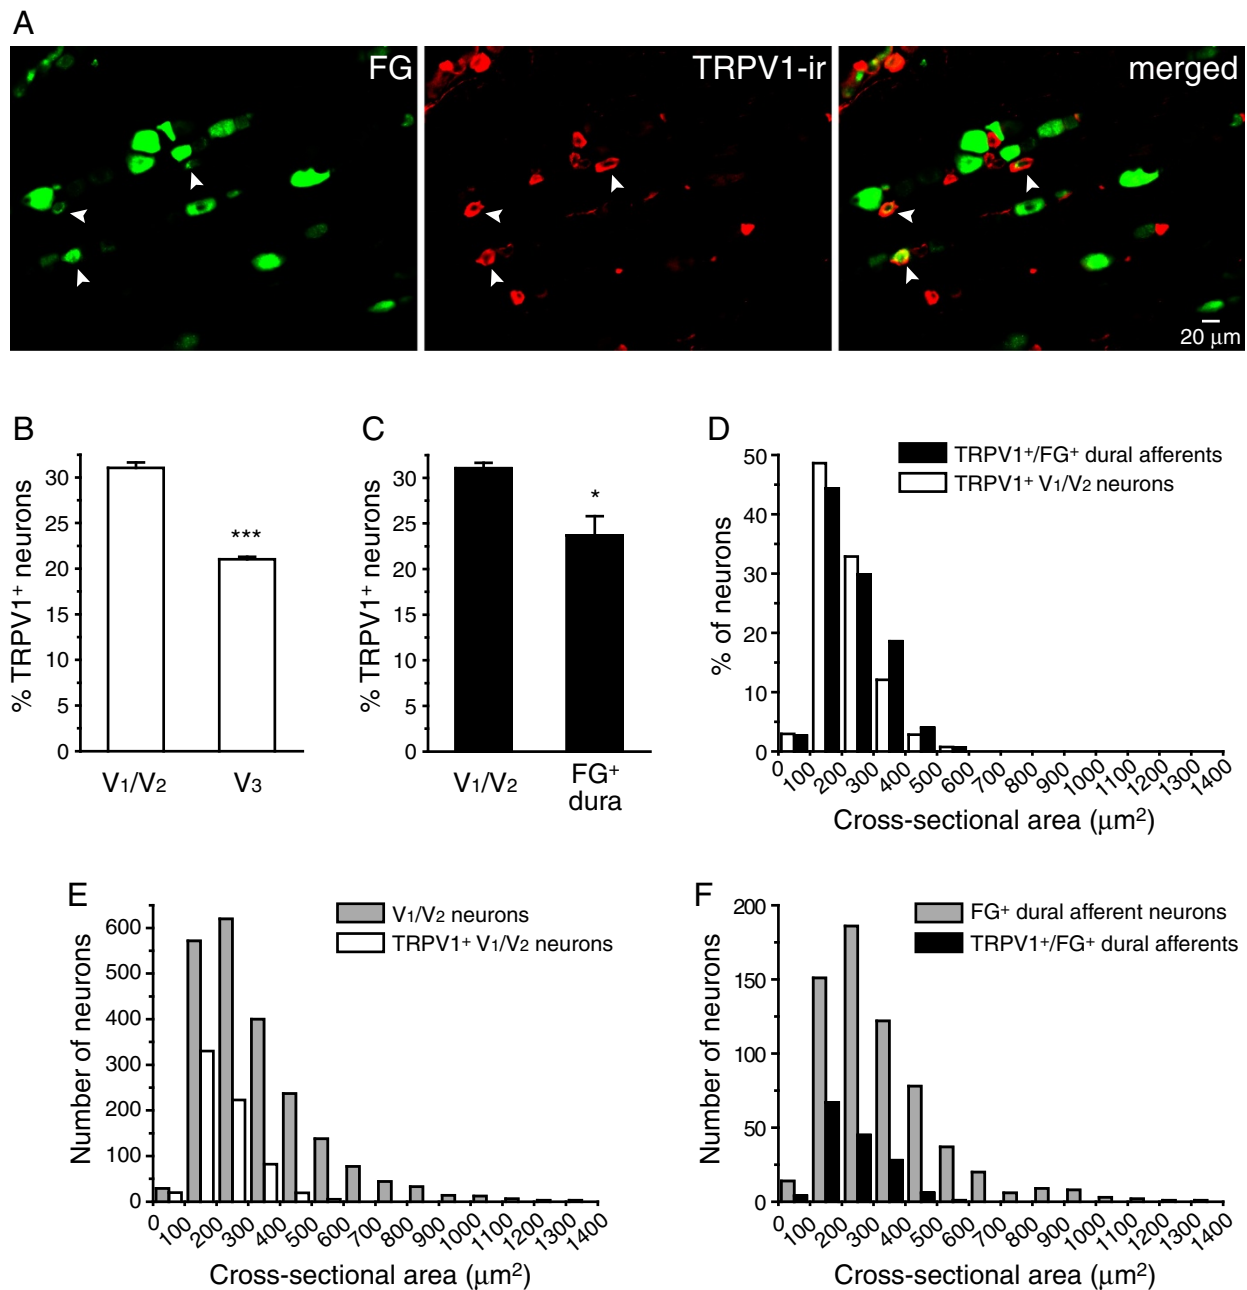 A
FG
TRPV1-ir
merged
20 μm
B
% TRPV1+ neurons
30
25
20
15
10
5
0
***
V1/V2
V3
C
% TRPV1+ neurons
30
25
20
15
10
5
0
*
V1/V2
FG+
dura
D
TRPV1+/FG+ dural afferents
TRPV1+ V1/V2 neurons
% of neurons
50
40
30
20
10
0
0 100 200 300 400 500 600 700 800 900 1000 1100 1200 1300 1400
Cross-sectional area (μm2)
E
V1/V2 neurons
TRPV1+ V1/V2 neurons
Number of neurons
600
500
400
300
200
100
0
0 100 200 300 400 500 600 700 800 900 1000 1100 1200 1300 1400
Cross-sectional area (μm2)
F
FG+ dural afferent neurons
TRPV1+/FG+ dural afferents
Number of neurons
200
150
100
50
0
0 100 200 300 400 500 600 700 800 900 1000 1100 1200 1300 1400
Cross-sectional area (μm2)